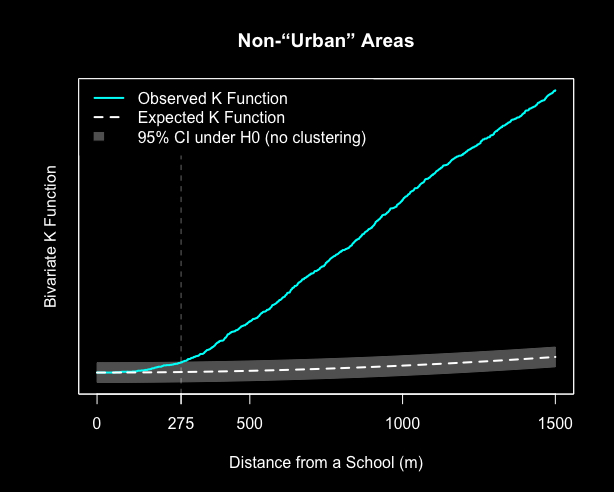 Non-“Urban” Areas
Observed K Function
Expected K Function
95% CI under H0 (no clustering)
Bivariate K Function
0 275 500 1000 1500
Distance from a School (m)